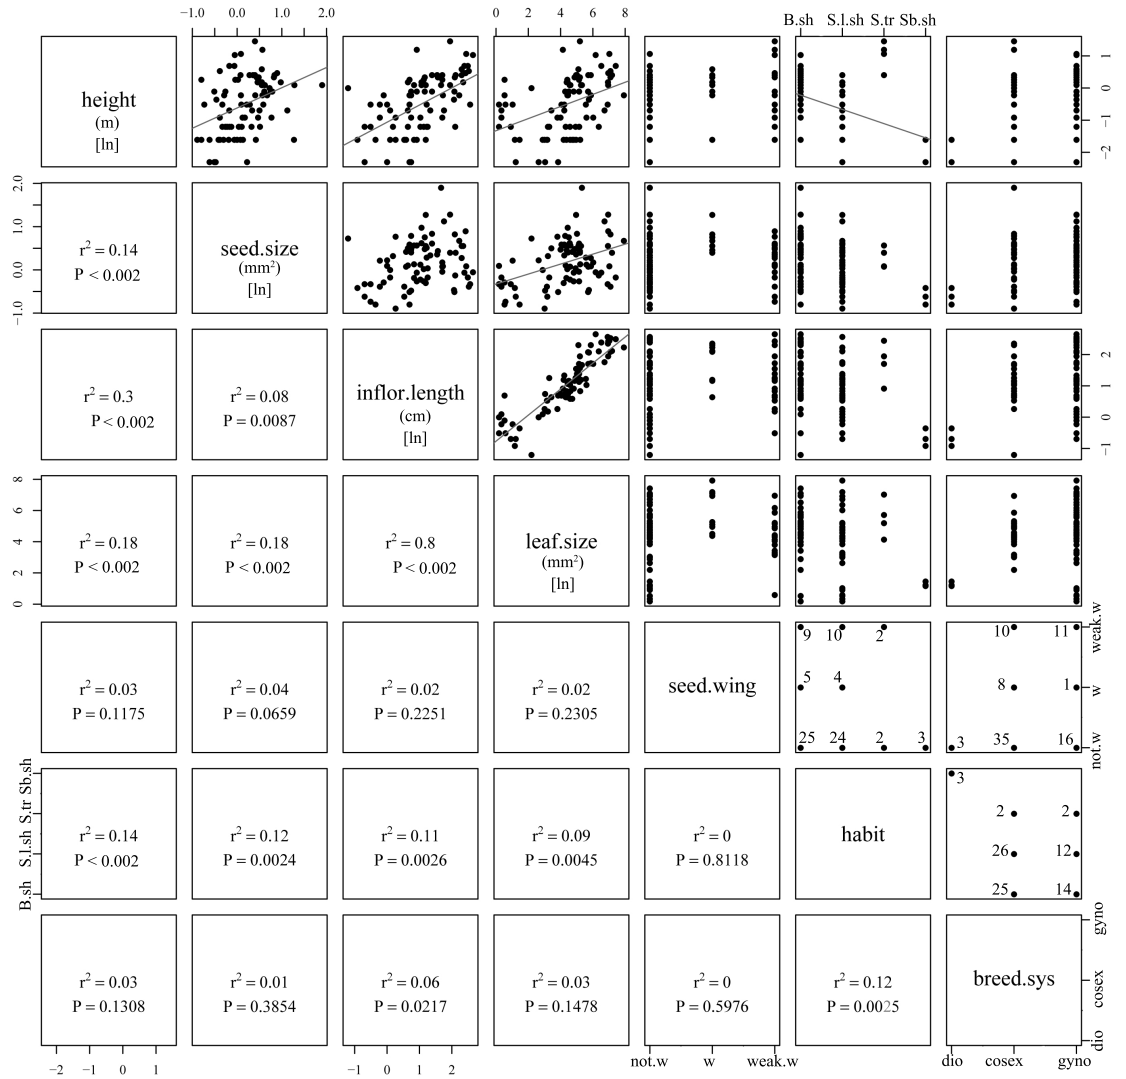 −1.0 0.0 1.0 2.0
0 2 4 6 8
B.sh S.l.sh S.tr Sb.sh
height
(m)
[ln]
1
0
−1
−2
2.0
1.0
0.0
−1.0
r² = 0.14
P < 0.002
seed.size
(mm²)
[ln]
r² = 0.3
P < 0.002
r² = 0.08
P = 0.0087
inflor.length
(cm)
[ln]
2
1
0
−1
8
6
4
2
0
r² = 0.18
P < 0.002
r² = 0.18
P < 0.002
r² = 0.8
P < 0.002
leaf.size
(mm²)
[ln]
r² = 0.03
P = 0.1175
r² = 0.04
P = 0.0659
r² = 0.02
P = 0.2251
r² = 0.02
P = 0.2305
seed.wing
9 10 2
5 4
25 24 2 3
10 11
8 1
3 35 16
weak.w
w
not.w
Sb.sh
S.tr
S.l.sh
B.sh
r² = 0.14
P < 0.002
r² = 0.12
P = 0.0024
r² = 0.11
P = 0.0026
r² = 0.09
P = 0.0045
r² = 0
P = 0.8118
habit
3
2 2
26 12
25 14
r² = 0.03
P = 0.1308
r² = 0.01
P = 0.3854
r² = 0.06
P = 0.0217
r² = 0.03
P = 0.1478
r² = 0
P = 0.5976
r² = 0.12
P = 0.0025
breed.sys
gyno
cosex
dio
−2 −1 0 1
−1 0 1 2
not.w w weak.w
dio cosex gyno